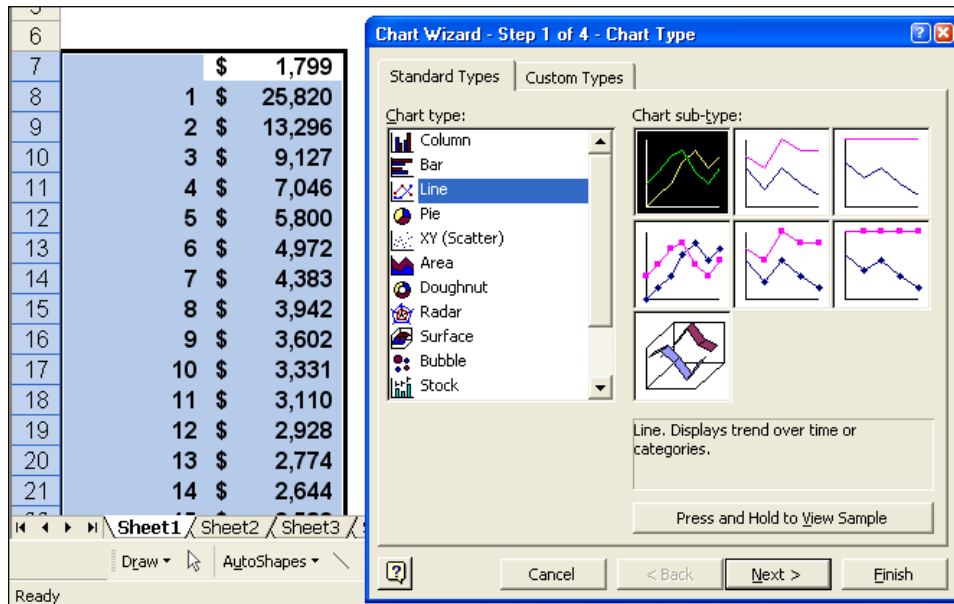 6
7 $ 1,799
8 1 $ 25,820
9 2 $ 13,296
10 3 $ 9,127
11 4 $ 7,046
12 5 $ 5,800
13 6 $ 4,972
14 7 $ 4,383
15 8 $ 3,942
16 9 $ 3,602
17 10 $ 3,331
18 11 $ 3,110
19 12 $ 2,928
20 13 $ 2,774
21 14 $ 2,644
Sheet1 Sheet2 Sheet3
Draw AutoShapes
Ready
Chart Wizard - Step 1 of 4 - Chart Type
Standard Types Custom Types
Chart type:
Column
Bar
Line
Pie
XY (Scatter)
Area
Doughnut
Radar
Surface
Bubble
Stock
Chart sub-type:
Line. Displays trend over time or
categories.
Press and Hold to View Sample
Cancel < Back Next > Finish